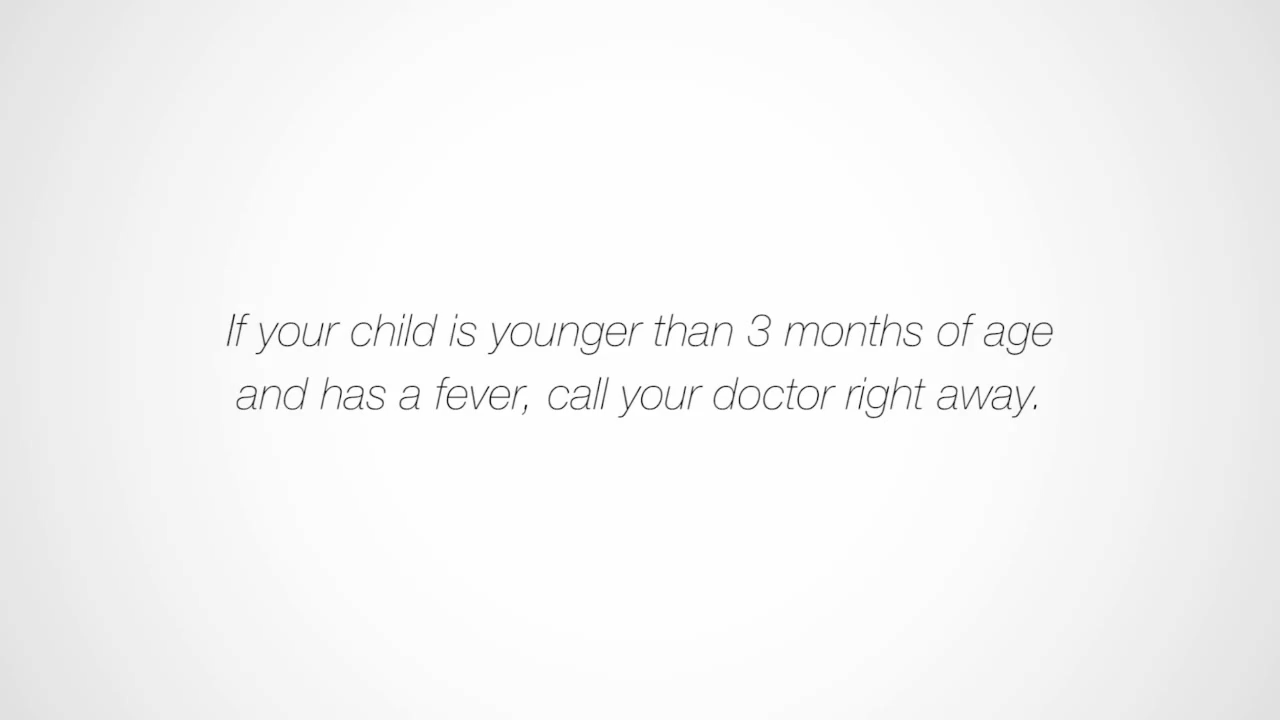 If your child is younger than 3 months of age
and has a fever, call your doctor right away.